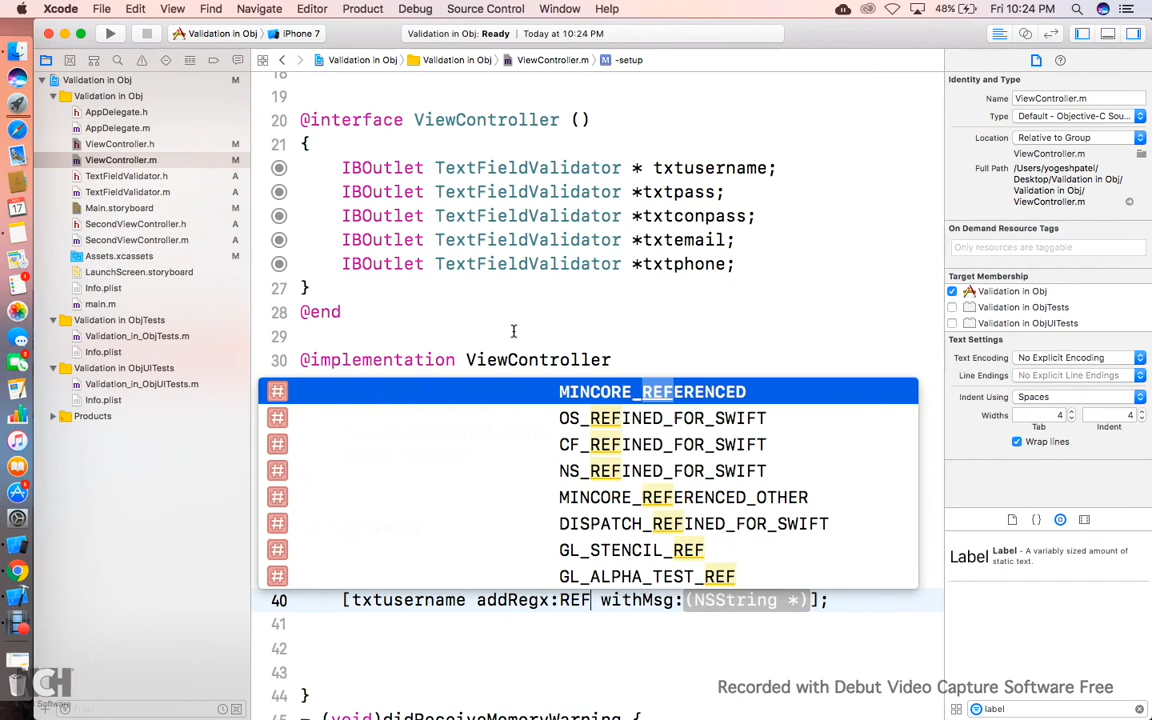 Xcode File Edit View Find Navigate Editor Product Debug Source Control Window Help 48% Fri 10:24 PM
Validation in Obj iPhone 7 Validation in Obj: Ready Today at 10:24 PM
Validation in Obj Validation in Obj ViewController.m M -setup
Validation in Obj M
Validation in Obj
AppDelegate.h
AppDelegate.m
ViewController.h M
ViewController.m M
TextFieldValidator.h A
TextFieldValidator.m A
Main.storyboard M
SecondViewController.h A
SecondViewController.m A
Assets.xcassets M
LaunchScreen.storyboard
Info.plist
main.m
Validation in ObjTests
Validation_in_ObjTests.m
Info.plist
Validation in ObjUITests
Validation_in_ObjUITests.m
Info.plist
Products
Filter
18
19
20 @interface ViewController ()
21 {
22 IBOutlet TextFieldValidator * txtusername;
23 IBOutlet TextFieldValidator *txtpass;
24 IBOutlet TextFieldValidator *txtconpass;
25 IBOutlet TextFieldValidator *txtemail;
26 IBOutlet TextFieldValidator *txtphone;
27 }
28 @end
29
30 @implementation ViewController
# MINCORE_REFERENCED
# OS_REFINED_FOR_SWIFT
# CF_REFINED_FOR_SWIFT
# NS_REFINED_FOR_SWIFT
# MINCORE_REFERENCED_OTHER
# DISPATCH_REFINED_FOR_SWIFT
# GL_STENCIL_REF
# GL_ALPHA_TEST_REF
40 [txtusername addRegx:REF withMsg:(NSString *)];
41
42
43
44 }
45 - (void)didReceiveMemoryWarning {
Identity and Type
Name ViewController.m
Type Default - Objective-C Sou...
Location Relative to Group
ViewController.m
Full Path /Users/yogeshpatel/
Desktop/Validation in Obj/
Validation in Obj/
ViewController.m
On Demand Resource Tags
Only resources are taggable
Target Membership
Validation in Obj
Validation in ObjTests
Validation in ObjUITests
Text Settings
Text Encoding No Explicit Encoding
Line Endings No Explicit Line Endings
Indent Using Spaces
Widths 4 4
Tab Indent
Wrap lines
Label Label - A variably sized amount of
static text.
label
NCH
Software
Recorded with Debut Video Capture Software Free